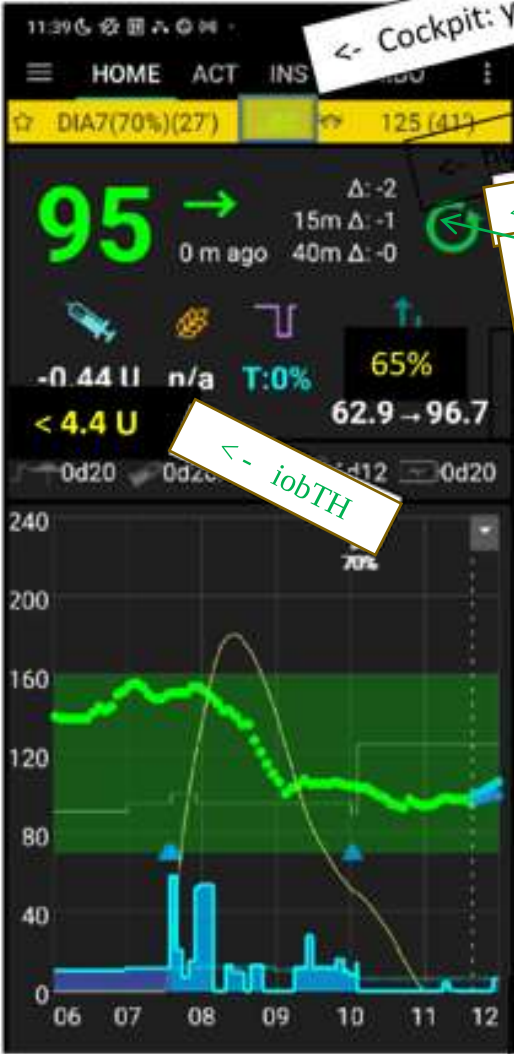 11:39
<- Cockpit: y
HOME ACT INS
DIA7(70%)(27') 125 (41')
95
Δ: -2
15m Δ: -1
0 m ago 40m Δ: -0
-0.44 U n/a T:0% 65%
< 4.4 U 62.9→96.7
<- iobTH
0d20 0d20
70%
240
200
160
120
80
40
0
06 07 08 09 10 11 12